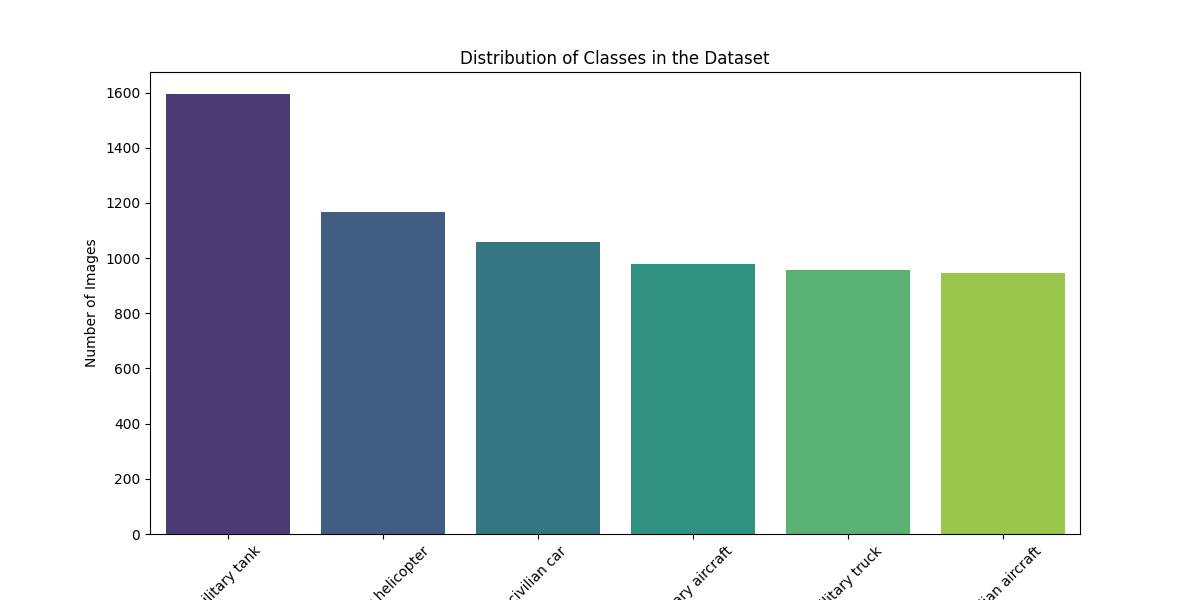 Distribution of Classes in the Dataset
Number of Images
1600
1400
1200
1000
800
600
400
200
0
ilitary tank
helicopter
civilian car
ary aircraft
litary truck
ian aircraft